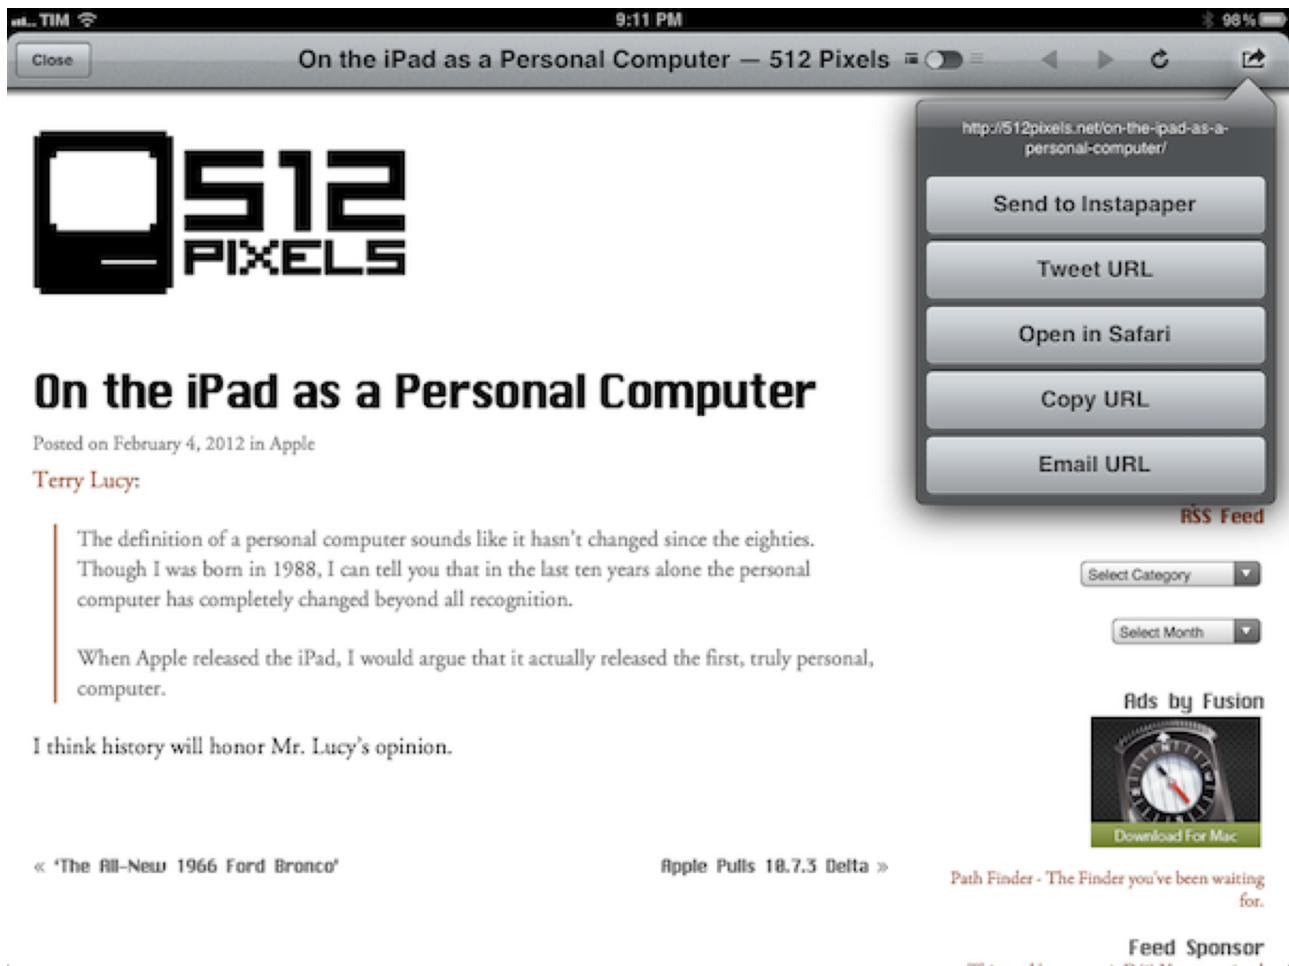 TIM
9:11 PM
98%
Close
On the iPad as a Personal Computer — 512 Pixels
http://512pixels.net/on-the-ipad-as-a-
personal-computer/
Send to Instapaper
Tweet URL
Open in Safari
Copy URL
Email URL
512
PIXELS
On the iPad as a Personal Computer
Posted on February 4, 2012 in Apple
Terry Lucy:
The definition of a personal computer sounds like it hasn't changed since the eighties.
Though I was born in 1988, I can tell you that in the last ten years alone the personal
computer has completely changed beyond all recognition.
When Apple released the iPad, I would argue that it actually released the first, truly personal,
computer.
I think history will honor Mr. Lucy's opinion.
« 'The All-New 1966 Ford Bronco'
Apple Pulls 10.7.3 Delta »
RSS Feed
Select Category
Select Month
Ads by Fusion
Download For Mac
Path Finder - The Finder you've been waiting
for.
Feed Sponsor